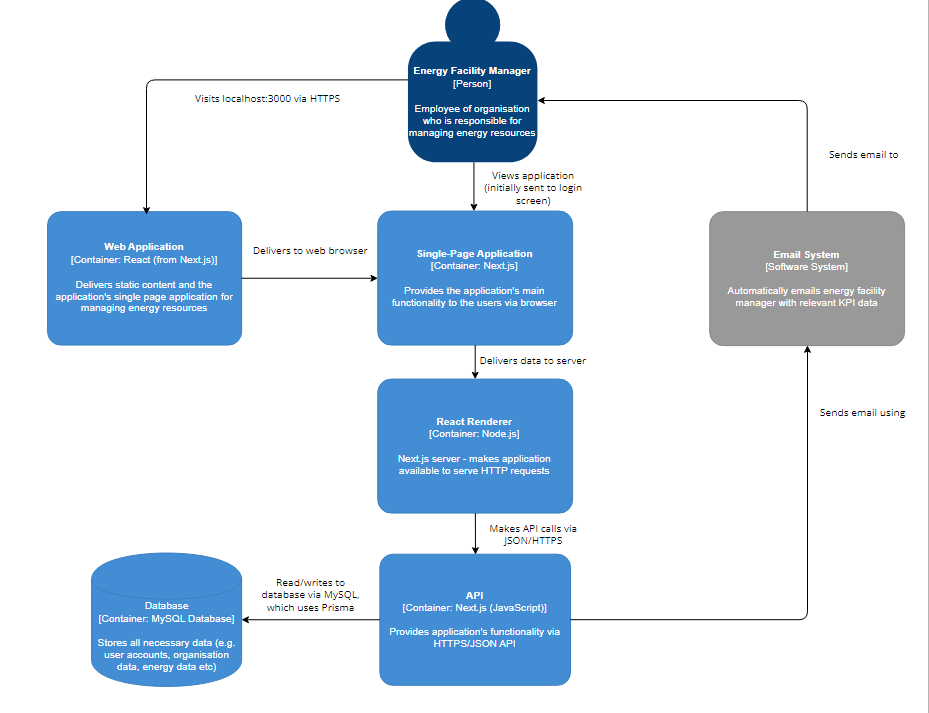 Energy Facility Manager
[Person]
Employee of organisation
who is responsible for
managing energy resources
Visits localhost:3000 via HTTPS
Sends email to
Views application
(initially sent to login
screen)
Web Application
[Container: React (from Next.js)]
Delivers static content and the
application's single page application for
managing energy resources
Delivers to web browser
Single-Page Application
[Container: Next.js]
Provides the application's main
functionality to the users via browser
Email System
[Software System]
Automatically emails energy facility
manager with relevant KPI data
Delivers data to server
React Renderer
[Container: Node.js]
Next.js server - makes application
available to serve HTTP requests
Sends email using
Makes API calls via
JSON/HTTPS
Database
[Container: MySQL Database]
Stores all necessary data (e.g.
user accounts, organisation
data, energy data etc)
Read/writes to
database via MySQL,
which uses Prisma
API
[Container: Next.js (JavaScript)]
Provides application's functionality via
HTTPS/JSON API